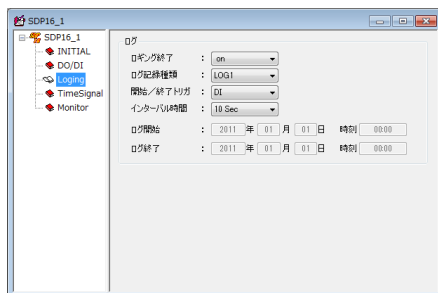 SDP16_1
SDP16_1
INITIAL
DO/DI
Loging
TimeSignal
Monitor
ログ
ロギング終了 : on
ログ記録種類 : LOG1
開始/終了トリガ : DI
インターバル時間 : 10 Sec
ログ開始 : 2011 年 01 月 01 日 時刻 00:00
ログ終了 : 2011 年 01 月 01 日 時刻 00:00